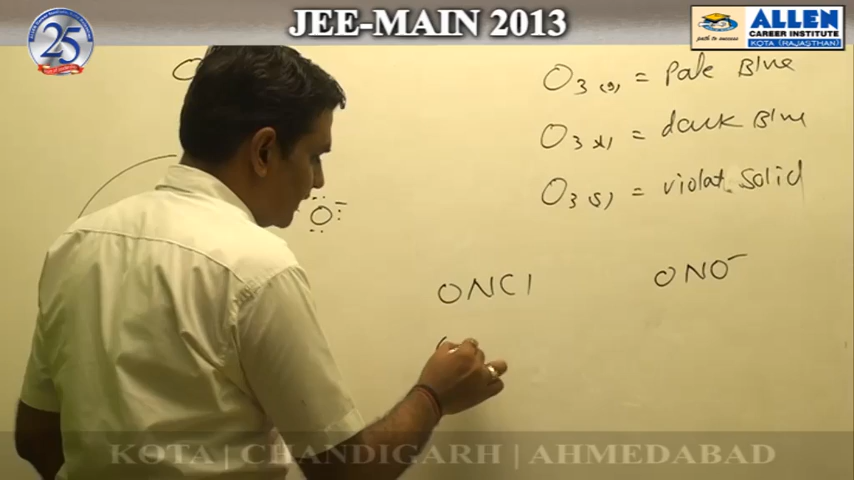 JEE-MAIN 2013
25
path to success
ALLEN
CAREER INSTITUTE
KOTA (RAJASTHAN)
O3(g) = Pale Blue
O3(l) = dark Blue
O3(s) = violat Solid
O
ONCl ONO-
KOTA | CHANDIGARH | AHMEDABAD